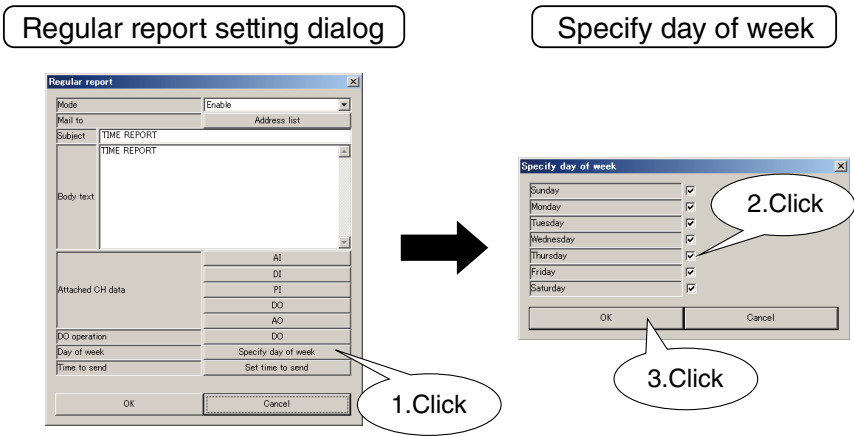 Regular report setting dialog
Specify day of week
Regular report
Mode Enable
Mail to Address list
Subject TIME REPORT
Body text TIME REPORT
Attached CH data AI
DI
PI
DO
AO
DO operation DO
Day of week Specify day of week
Time to send Set time to send
OK Cancel
1.Click
Specify day of week
Sunday
Monday
Tuesday
Wednesday
Thursday
Friday
Saturday
OK Cancel
2.Click
3.Click